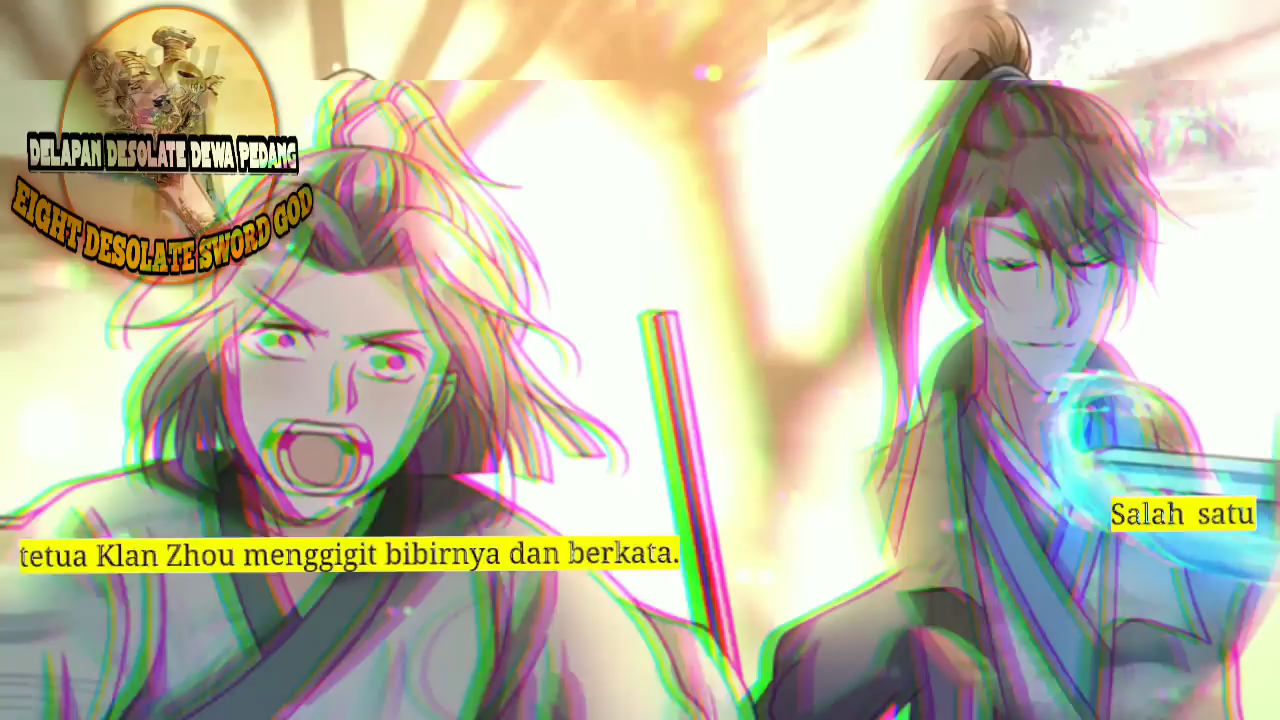 DELAPAN DESOLATE DEWA PEDANG
EIGHT DESOLATE SWORD GOD
Salah satu
tetua Klan Zhou menggigit bibirnya dan berkata.